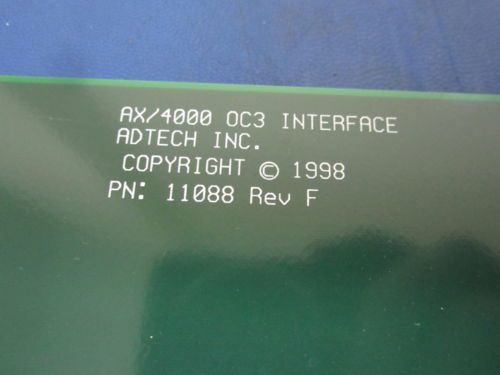 AX/4000 OC3 INTERFACE
ADTECH INC.
COPYRIGHT © 1998
PN: 11088 Rev F